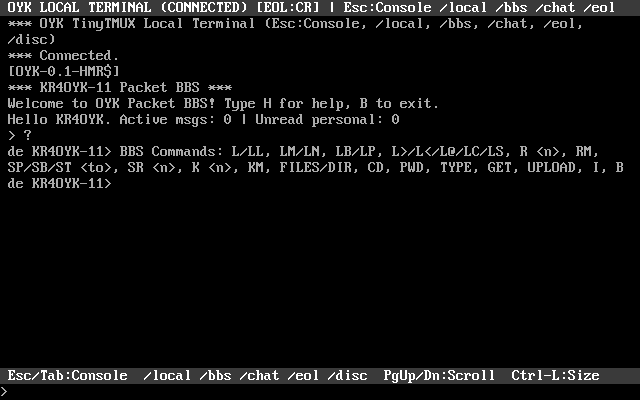 OYK LOCAL TERMINAL (CONNECTED) [EOL:CR] | Esc:Console /local /bbs /chat /eol
*** OYK TinyTMUX Local Terminal (Esc:Console, /local, /bbs, /chat, /eol,
/disc)
*** Connected.
[OYK-0.1-HMR$]
*** KR4OYK-11 Packet BBS ***
Welcome to OYK Packet BBS! Type H for help, B to exit.
Hello KR4OYK. Active msgs: 0 | Unread personal: 0
> ?
de KR4OYK-11> BBS Commands: L/LL, LM/LN, LB/LP, L>/L</L@/LC/LS, R <n>, RM,
SP/SB/ST <to>, SR <n>, K <n>, KM, FILES/DIR, CD, PWD, TYPE, GET, UPLOAD, I, B
de KR4OYK-11>
Esc/Tab:Console /local /bbs /chat /eol /disc PgUp/Dn:Scroll Ctrl-L:Size
>